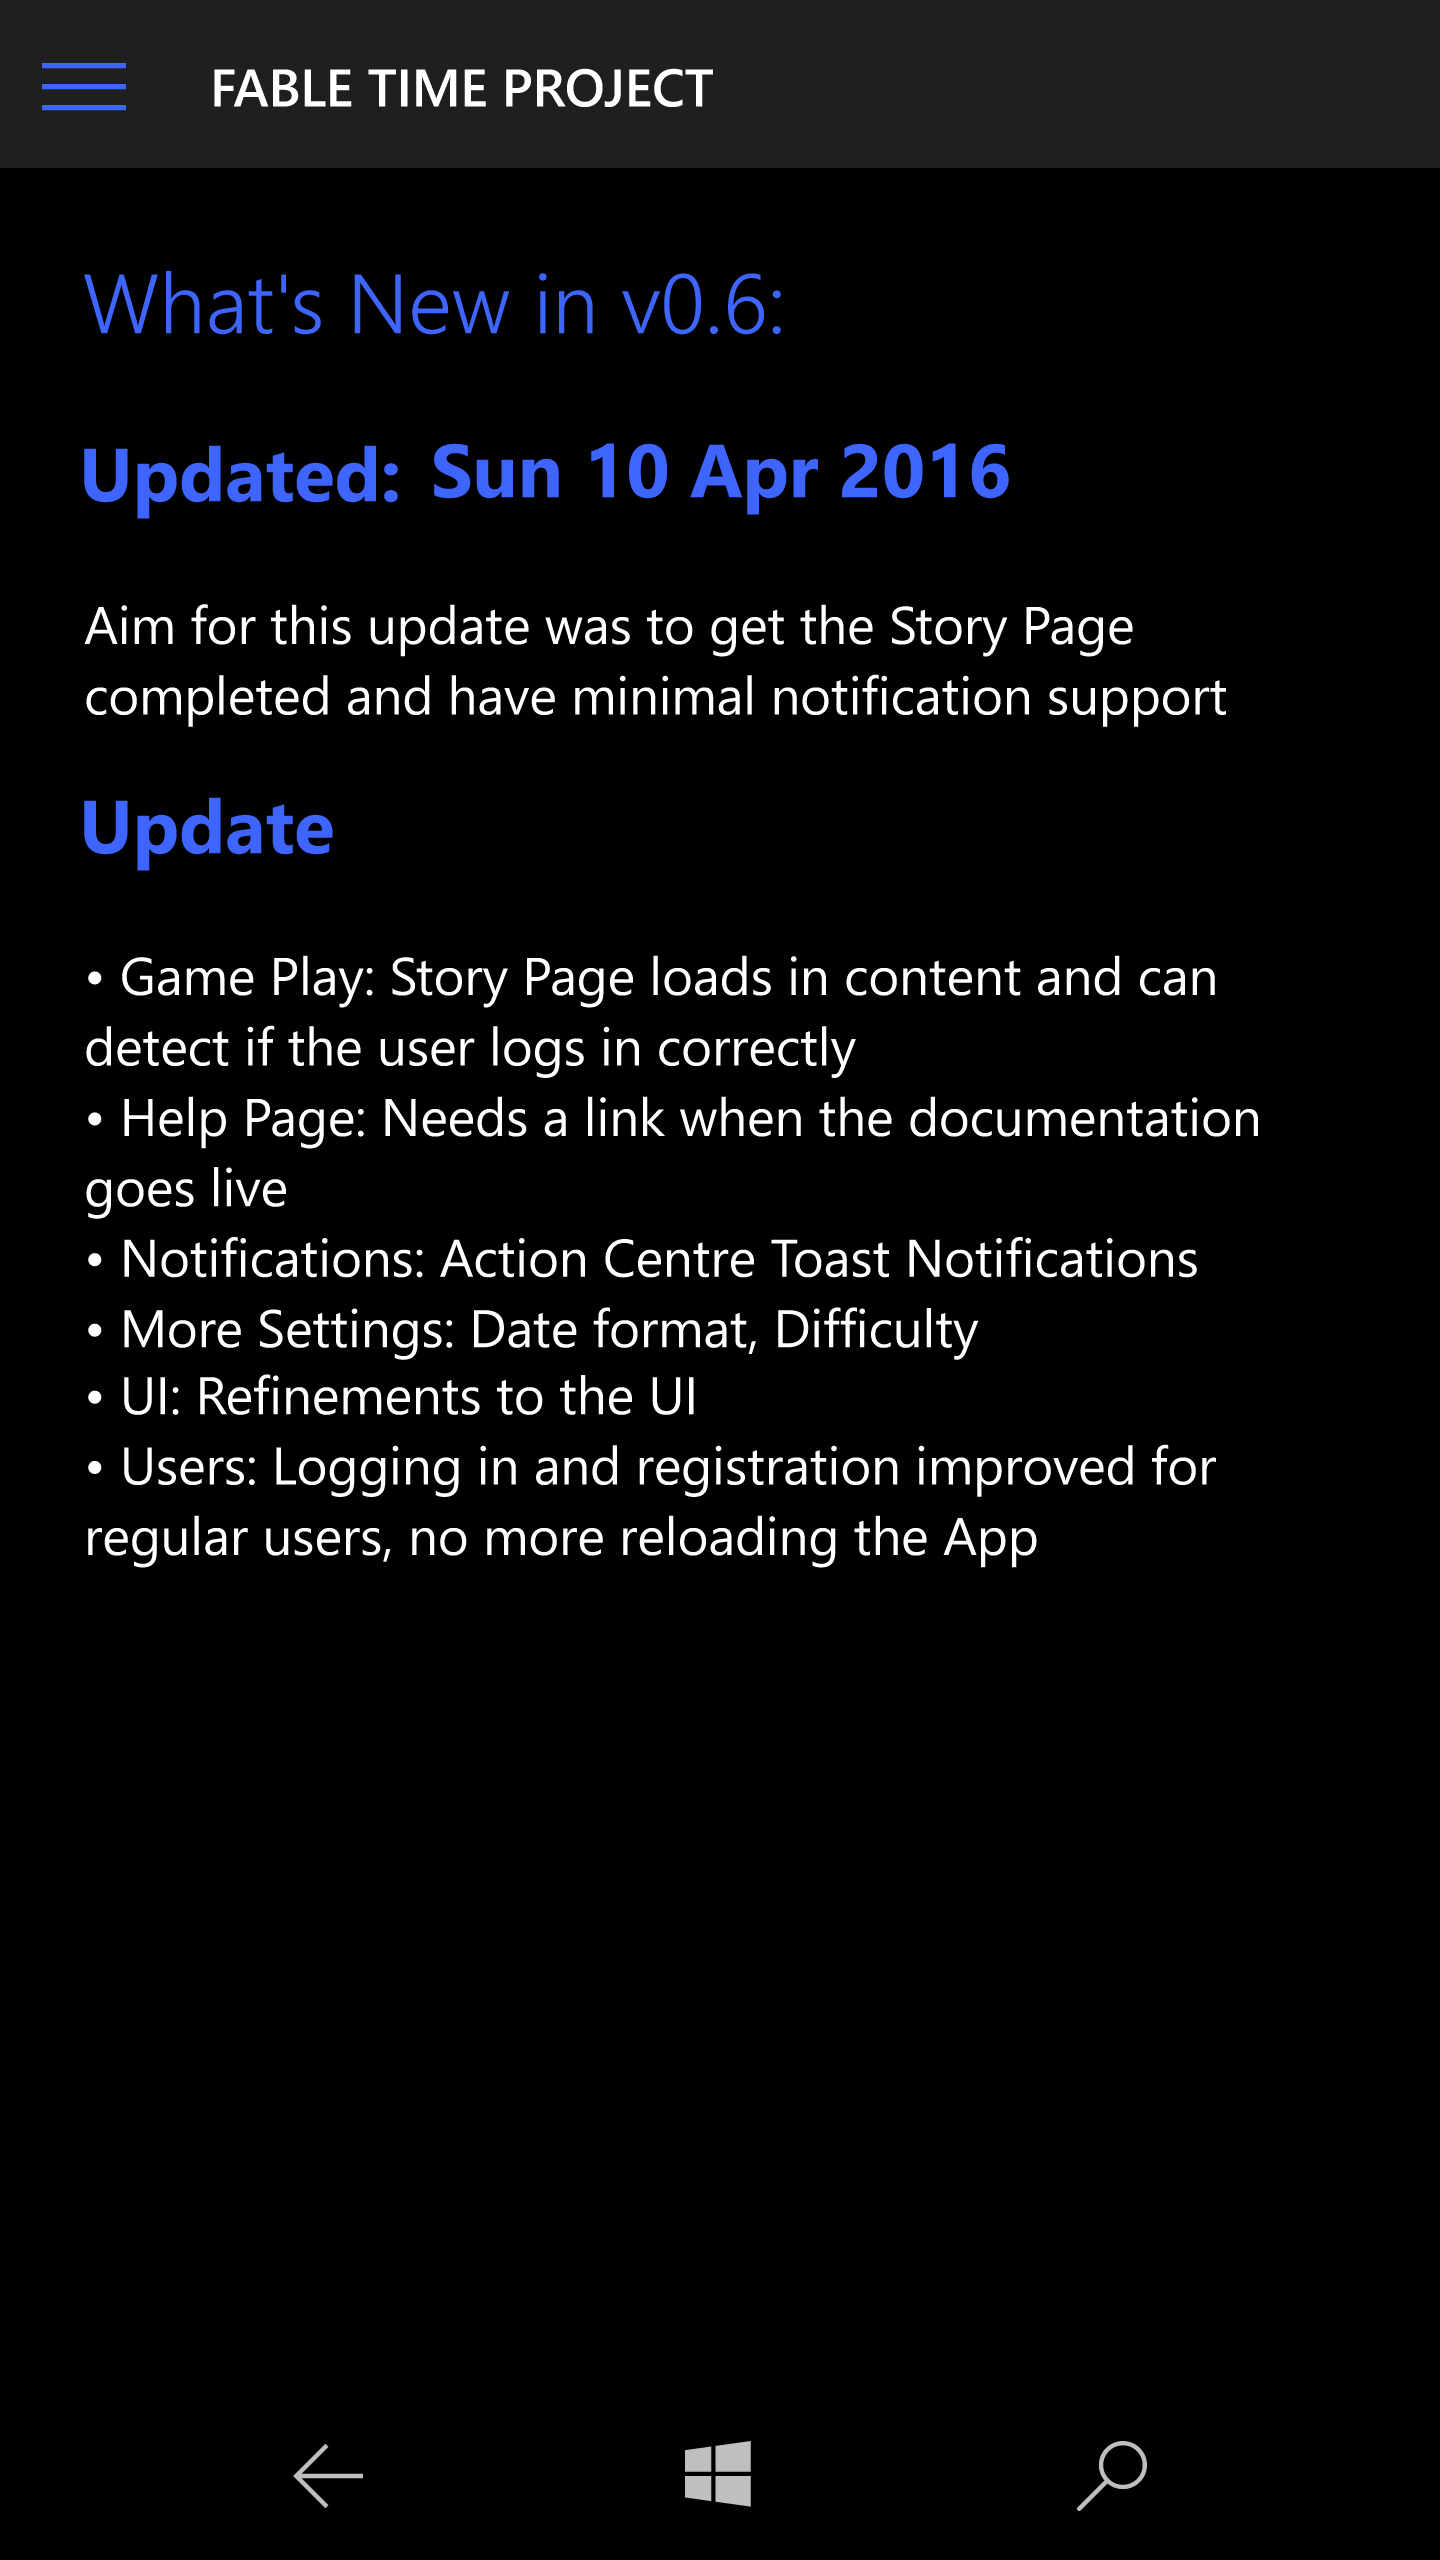 FABLE TIME PROJECT
What's New in v0.6:
Updated: Sun 10 Apr 2016
Aim for this update was to get the Story Page
completed and have minimal notification support
Update
• Game Play: Story Page loads in content and can
detect if the user logs in correctly
• Help Page: Needs a link when the documentation
goes live
• Notifications: Action Centre Toast Notifications
• More Settings: Date format, Difficulty
• UI: Refinements to the UI
• Users: Logging in and registration improved for
regular users, no more reloading the App